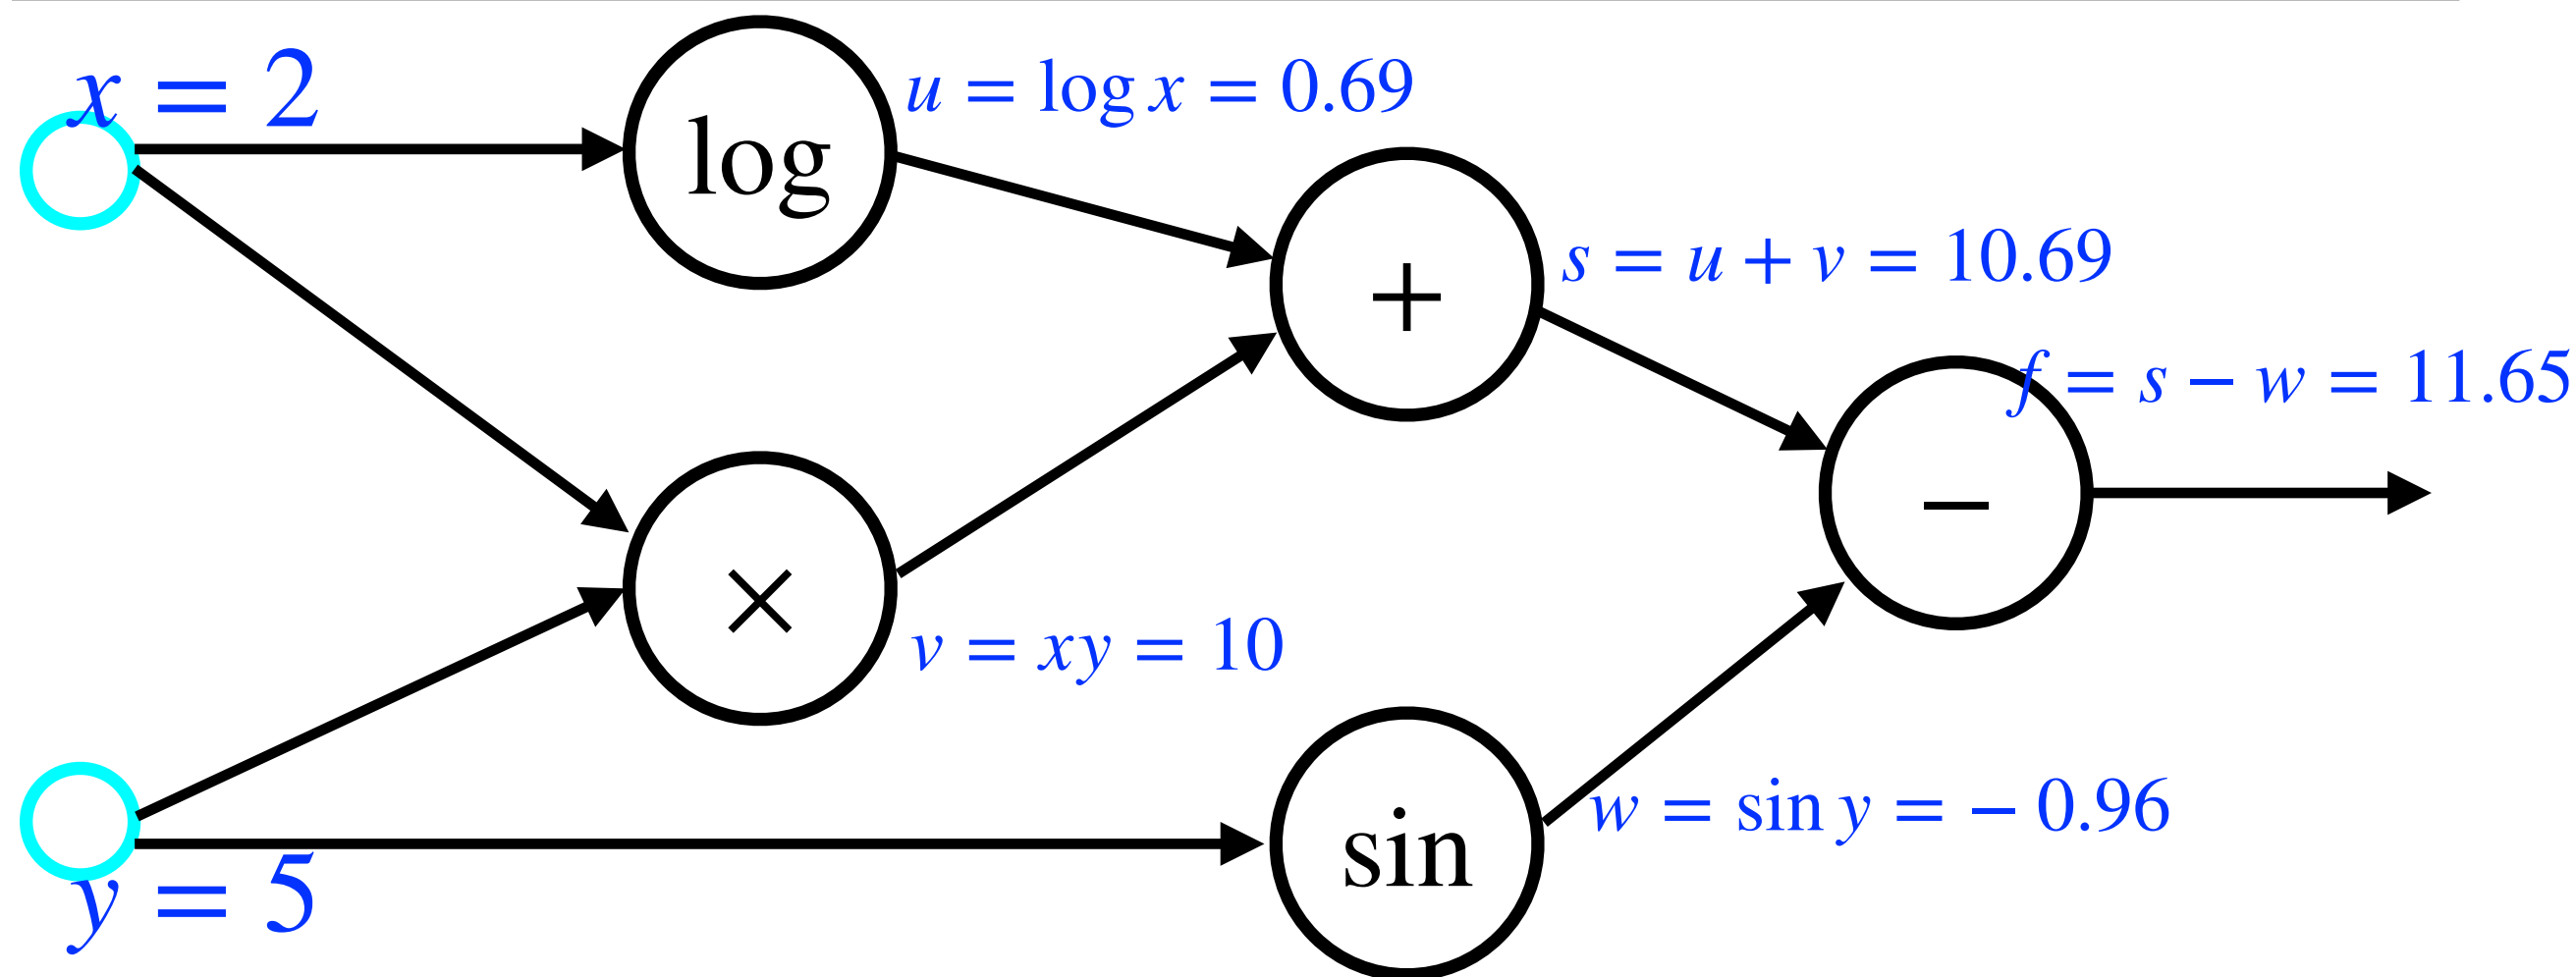 x = 2
u = log x = 0.69
log
s = u + v = 10.69
+
f = s − w = 11.65
−
×
v = xy = 10
w = sin y = − 0.96
sin
y = 5